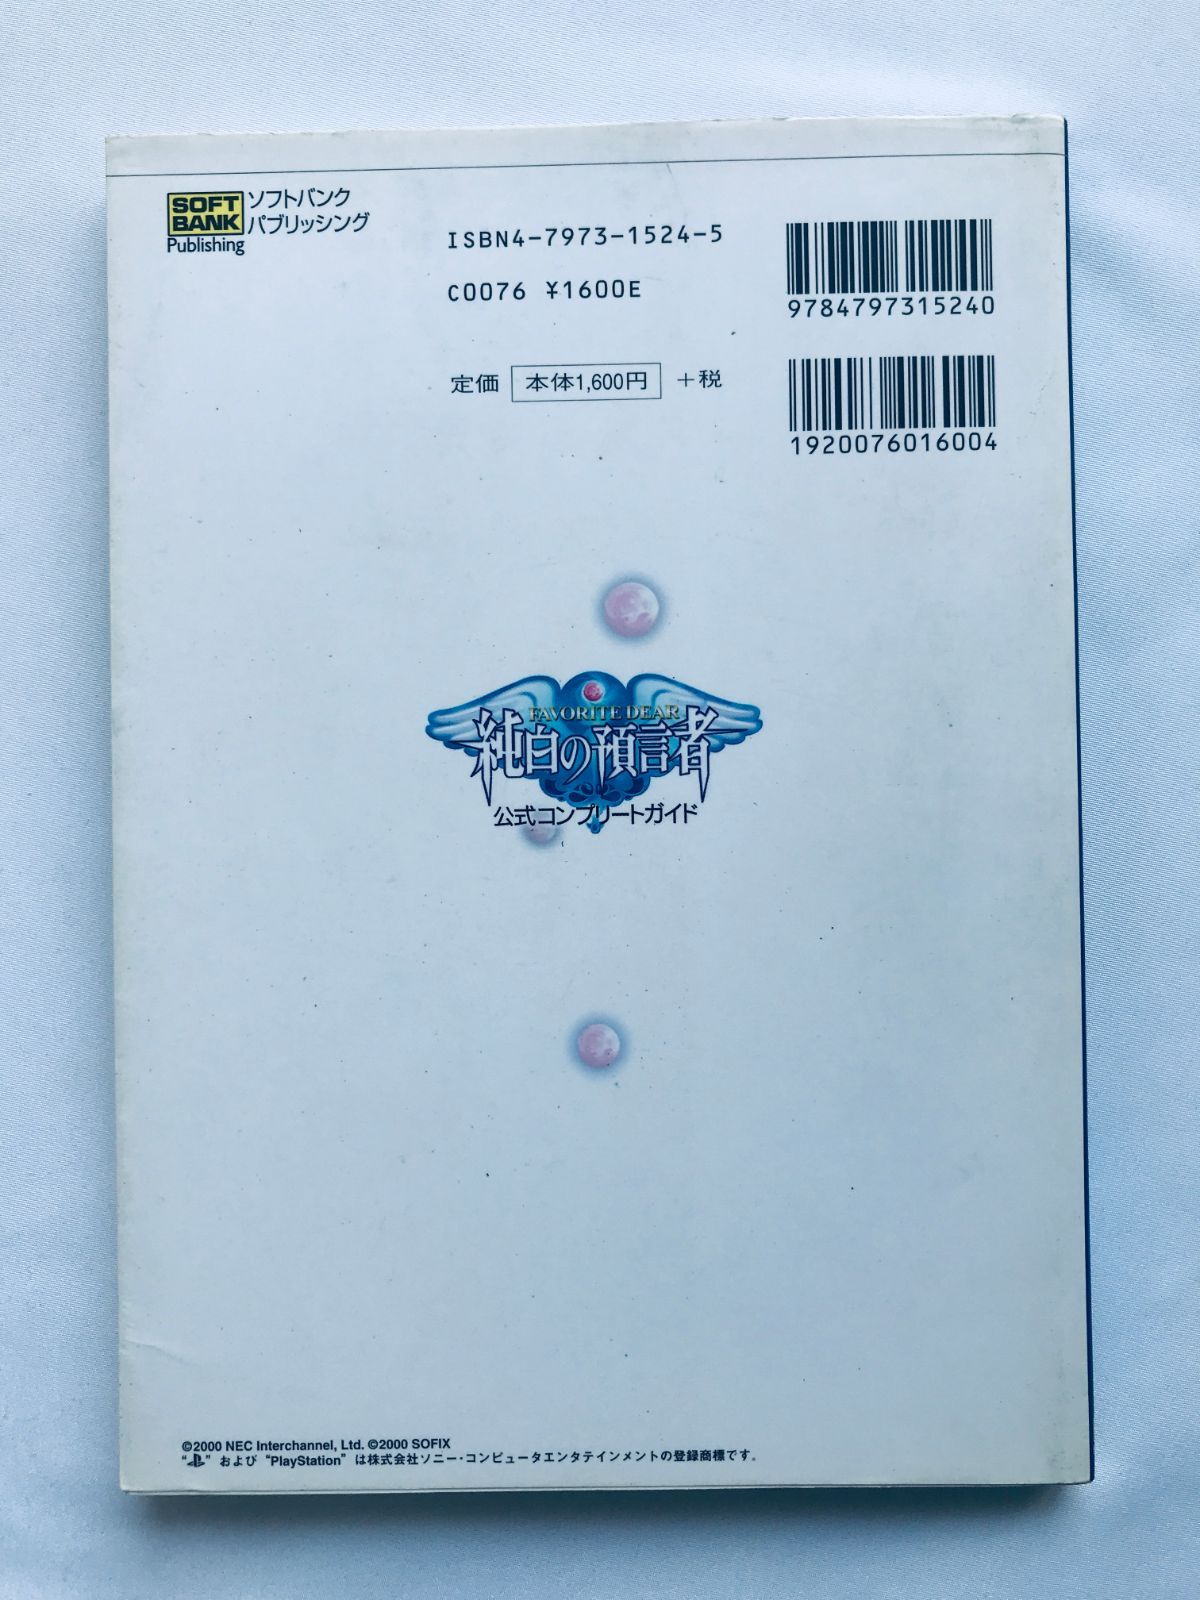 SOFT
BANK
Publishing
ソフトバンク
パブリッシング
ISBN4-7973-1524-5
C0076 ¥1600E
9784797315240
定価 本体1,600円 +税
1920076016004
FAVORITE DEAR
純白の預言者
公式コンプリートガイド
©2000 NEC Interchannel, Ltd. ©2000 SOFIX
“ ” および “PlayStation” は株式会社ソニー・コンピュータエンタテインメントの登録商標です。